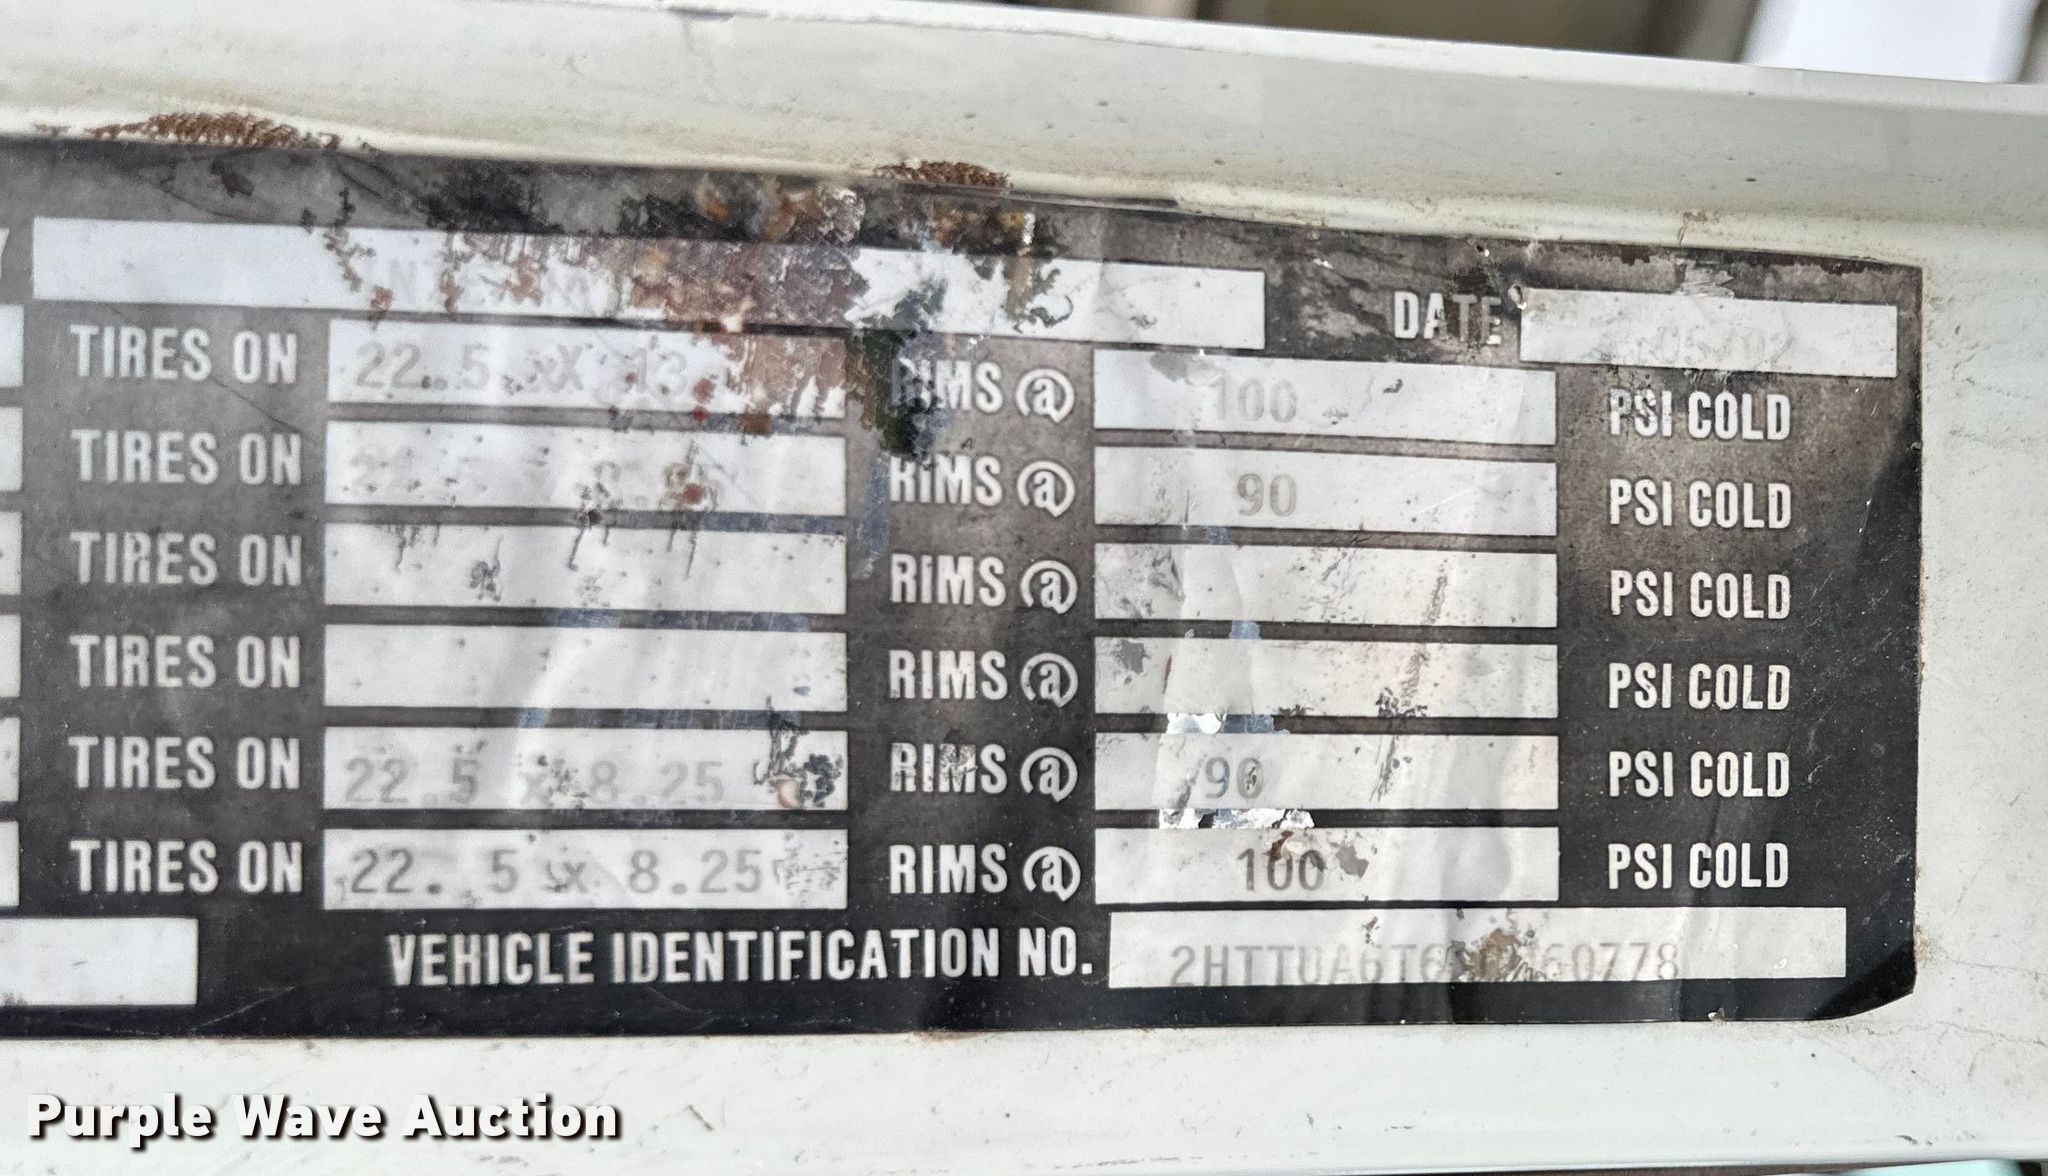 DATE
TIRES ON 22.5 X 13 RIMS @ 100 PSI COLD
TIRES ON RIMS @ 90 PSI COLD
TIRES ON RIMS @ PSI COLD
TIRES ON RIMS @ PSI COLD
TIRES ON 22.5 x 8.25 RIMS @ 90 PSI COLD
TIRES ON 22.5 x 8.25 RIMS @ 100 PSI COLD
VEHICLE IDENTIFICATION NO.
Purple Wave Auction